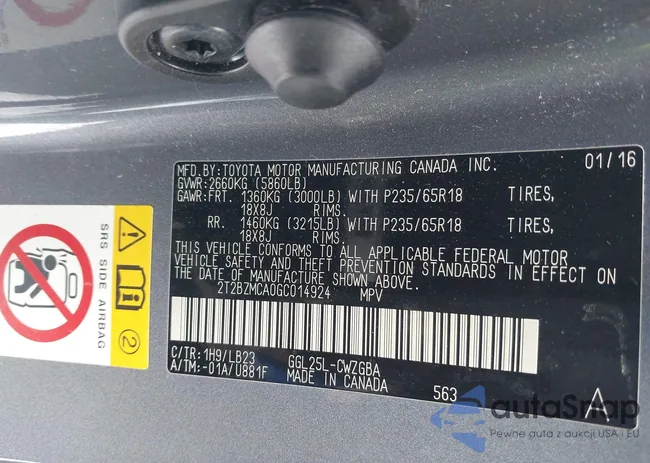 MFD.BY:TOYOTA MOTOR MANUFACTURING CANADA INC. 01/16
GVWR:2660KG (5860LB)
GAWR:FRT. 1360KG (3000LB) WITH P235/65R18 TIRES,
18X8J RIMS.
RR. 1460KG (3215LB) WITH P235/65R18 TIRES,
18X8J RIMS.
THIS VEHICLE CONFORMS TO ALL APPLICABLE FEDERAL MOTOR
VEHICLE SAFETY AND THEFT PREVENTION STANDARDS IN EFFECT ON
THE DATE OF MANUFACTURE SHOWN ABOVE.
2T2BZMCA0GC014924 MPV
C/TR:1H9/LB23 GGL25L-CWZGBA
A/TM:-01A/U881F MADE IN CANADA 563 A
SRS SIDE AIRBAG
2
autoSnap
Pewne auta z aukcji USA i EU